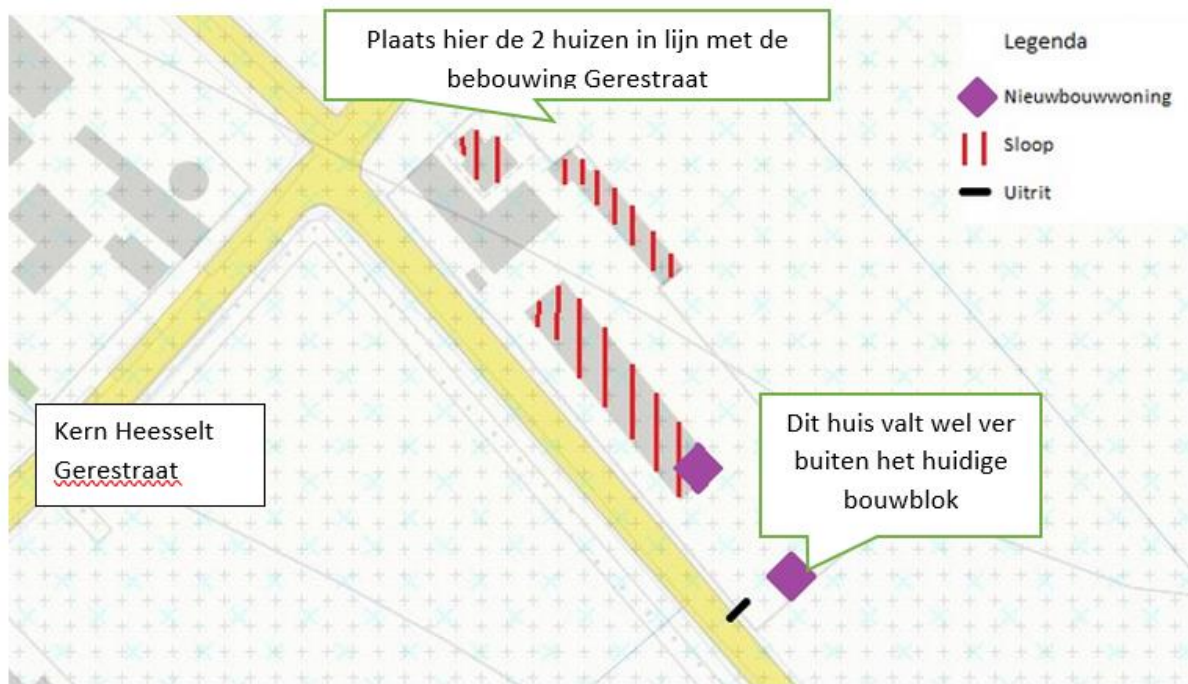 Plaats hier de 2 huizen in lijn met de
bebouwing Gerestraat
Legenda
Nieuwbouwwoning
Sloop
Uitrit
Kern Heesselt
Gerestraat
Dit huis valt wel ver
buiten het huidige
bouwblok